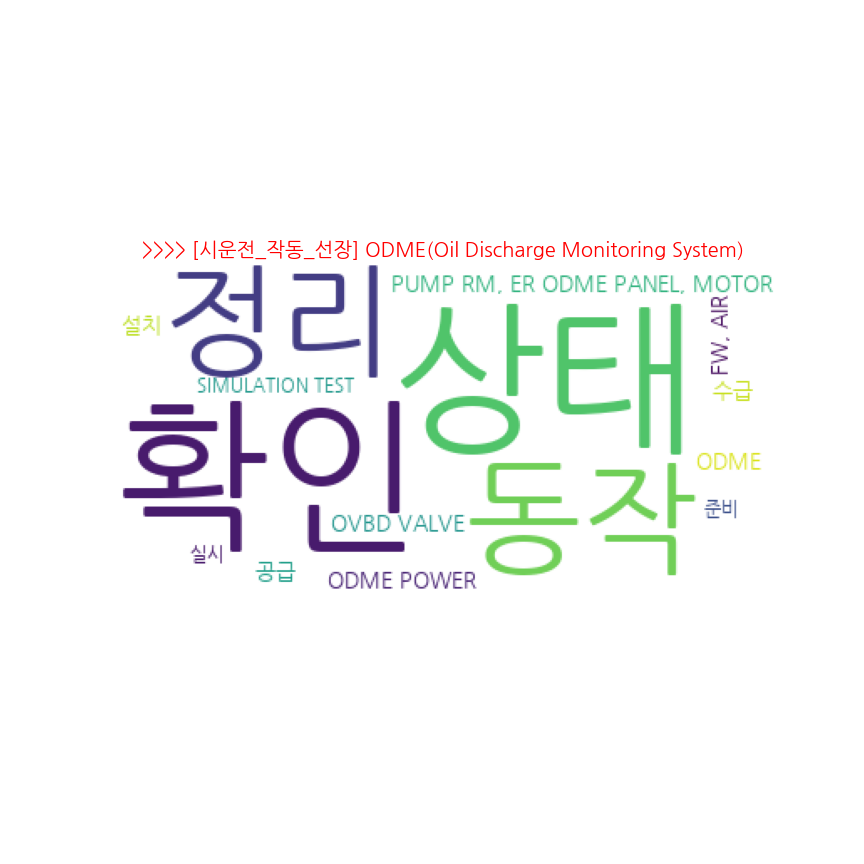 >>>> [시운전_작동_선장] ODME(Oil Discharge Monitoring System)
정리
PUMP RM, ER ODME PANEL, MOTOR
설치
상태
FW, AIR
SIMULATION TEST
수급
확인
동작
ODME
OVBD VALVE
준비
실시
공급
ODME POWER